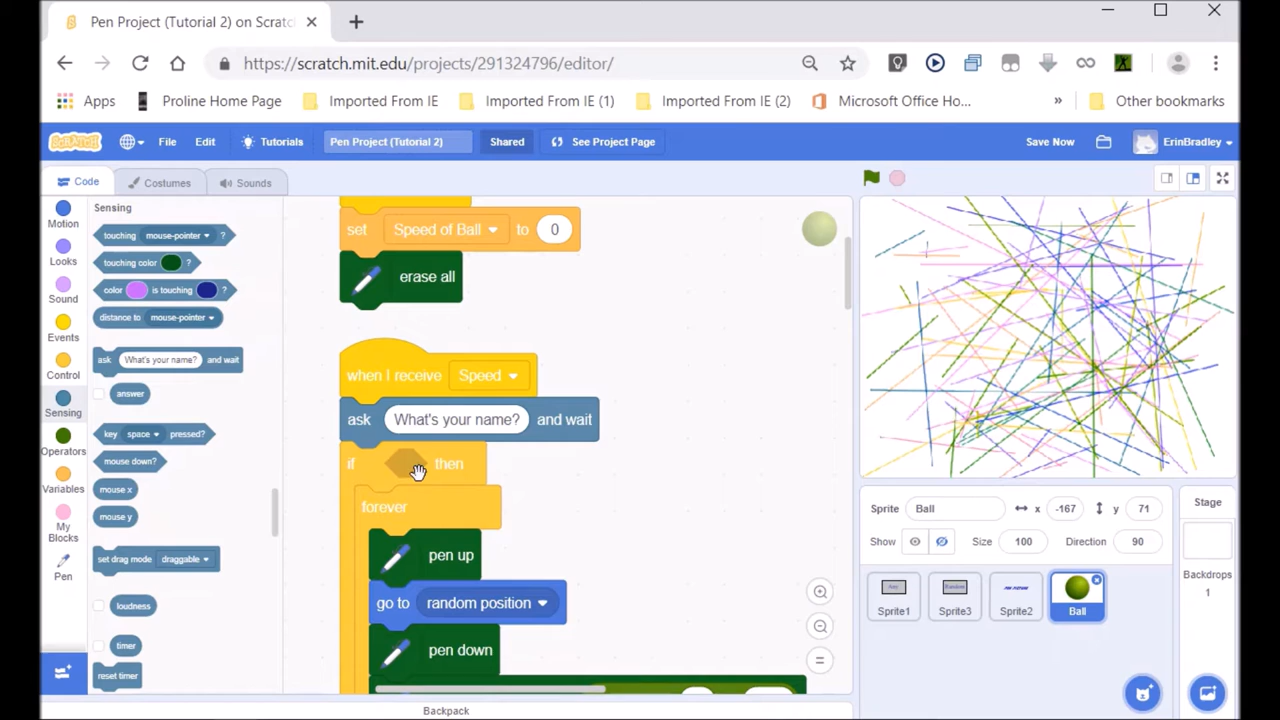 Pen Project (Tutorial 2) on Scratc
https://scratch.mit.edu/projects/291324796/editor/
Apps Proline Home Page Imported From IE Imported From IE (1) Imported From IE (2) Microsoft Office Ho... » Other bookmarks
SCRATCH File Edit Tutorials Pen Project (Tutorial 2) Shared See Project Page Save Now ErinBradley
Code Costumes Sounds
Motion
Looks
Sound
Events
Control
Sensing
Operators
Variables
My
Blocks
Pen
Sensing
touching mouse-pointer ?
touching color ?
color is touching ?
distance to mouse-pointer
ask What's your name? and wait
answer
key space pressed?
mouse down?
mouse x
mouse y
set drag mode draggable
loudness
timer
reset timer
set Speed of Ball to 0
erase all
when I receive Speed
ask What's your name? and wait
if then
forever
pen up
go to random position
pen down
Sprite Ball x -167 y 71
Show Size 100 Direction 90
Sprite1 Sprite3 Sprite2 Ball
Stage
Backdrops
1
Backpack